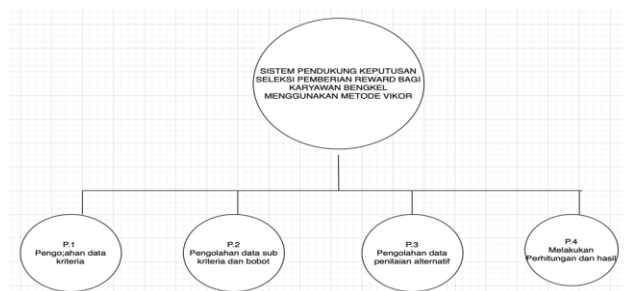 SISTEM PENDUKUNG KEPUTUSAN
SELEKSI PEMBERIAN REWARD BAGI
KARYAWAN BENGKEL
MENGGUNAKAN METODE VIKOR
P.1
Pengo;ahan data
kriteria
P.2
Pengolahan data sub
kriteria dan bobot
P.3
Pengolahan data
penilaian alternatif
P.4
Melakukan
Perhitungan dan hasil